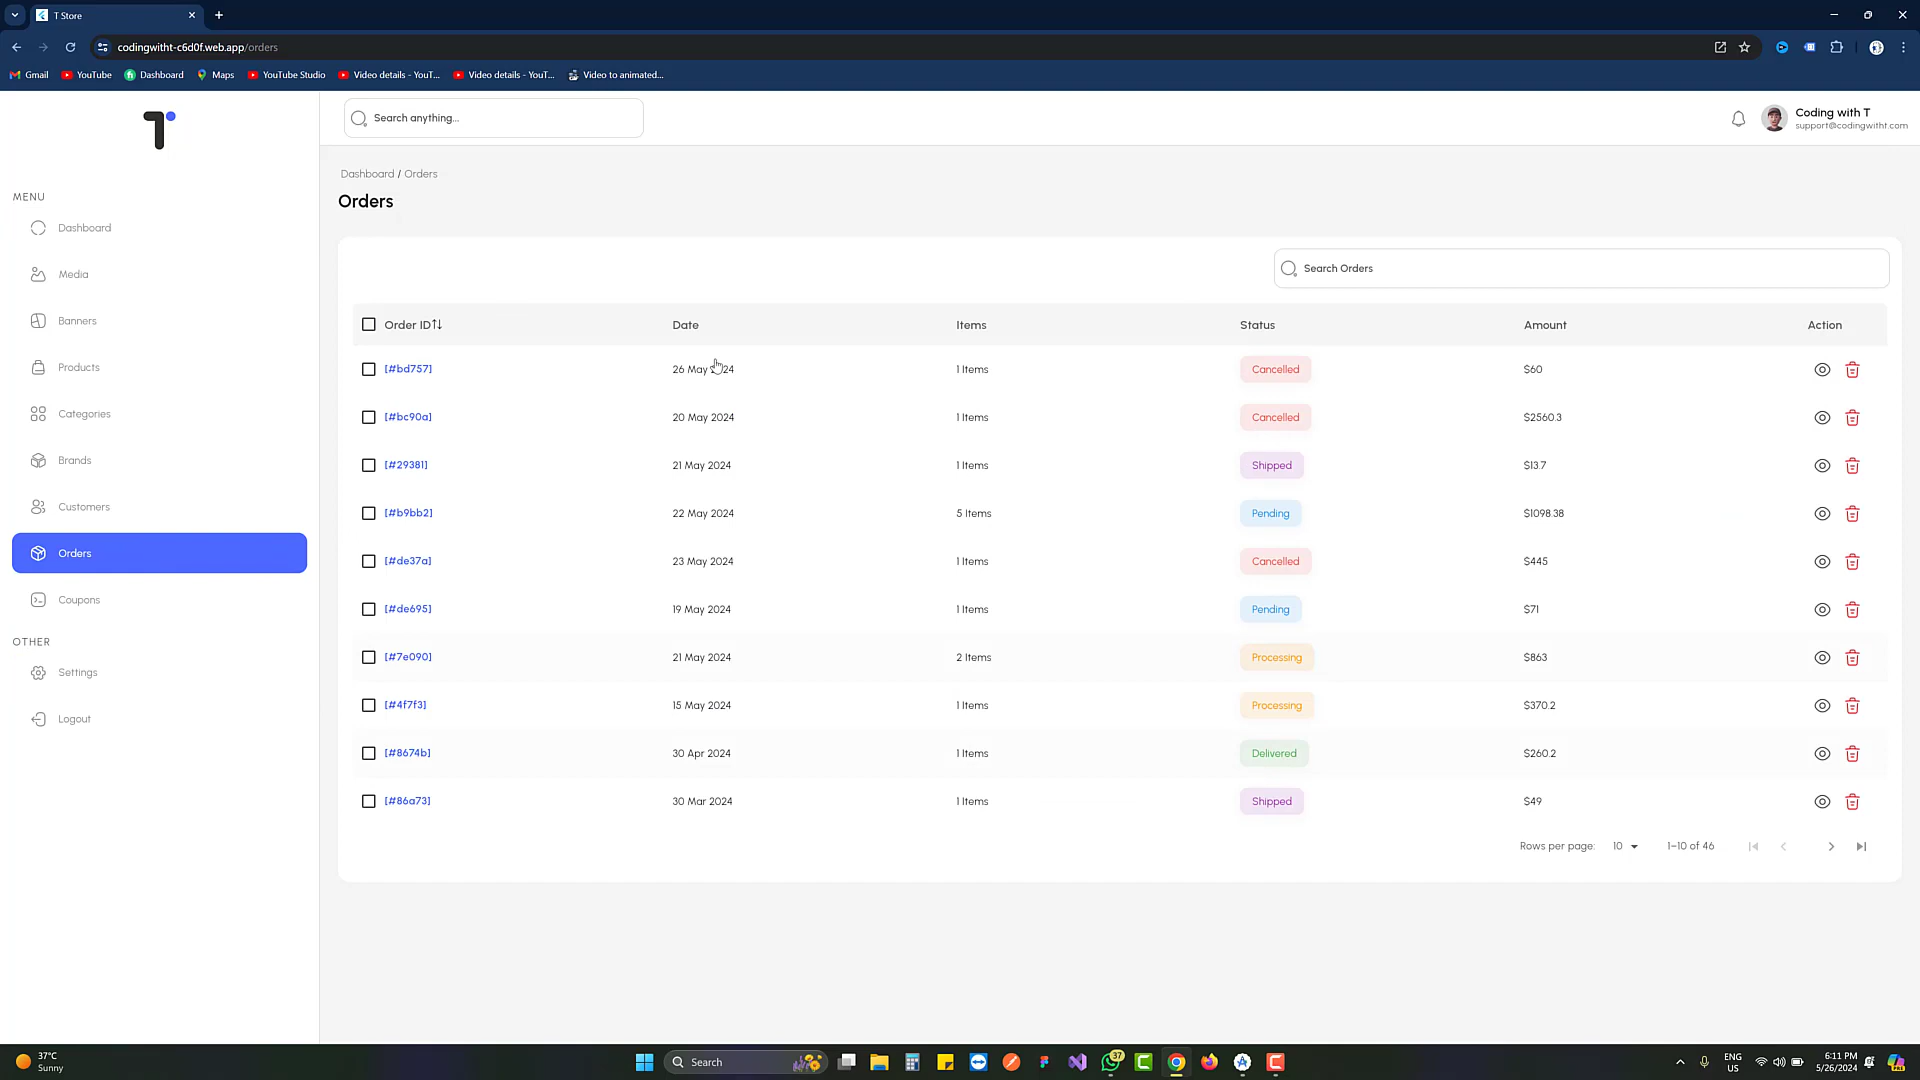 T Store
codingwitht-c6d0f.web.app/orders
Gmail
YouTube
Dashboard
Maps
YouTube Studio
Video details - YouT...
Video details - YouT...
Video to animated...
Search anything...
Coding with T
support@codingwitht.com
MENU
Dashboard
Media
Banners
Products
Categories
Brands
Customers
Orders
Coupons
OTHER
Settings
Logout
Dashboard / Orders
Orders
Search Orders
Order ID Date Items Status Amount Action
[#bd757] 26 May 2024 1 Items Cancelled $60
[#bc90a] 20 May 2024 1 Items Cancelled $2560.3
[#29381] 21 May 2024 1 Items Shipped $13.7
[#b9bb2] 22 May 2024 5 Items Pending $1098.38
[#de37a] 23 May 2024 1 Items Cancelled $445
[#de695] 19 May 2024 1 Items Pending $71
[#7e090] 21 May 2024 2 Items Processing $863
[#4f7f3] 15 May 2024 1 Items Processing $370.2
[#8674b] 30 Apr 2024 1 Items Delivered $260.2
[#86a73] 30 Mar 2024 1 Items Shipped $49
Rows per page: 10 1–10 of 46
37°C
Sunny
Search
37
ENG
US
6:11 PM
5/26/2024